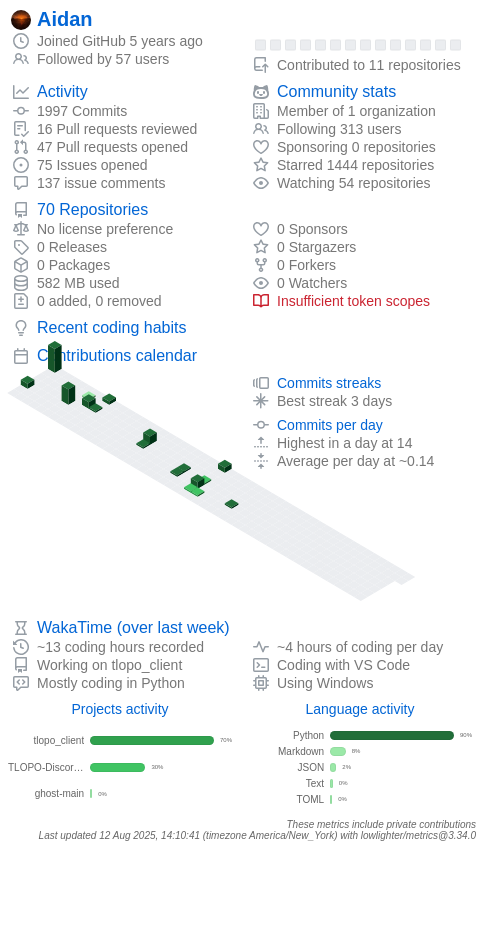 Aidan
Joined GitHub 5 years ago
Followed by 57 users
Contributed to 11 repositories
Activity
1997 Commits
16 Pull requests reviewed
47 Pull requests opened
75 Issues opened
137 issue comments
Community stats
Member of 1 organization
Following 313 users
Sponsoring 0 repositories
Starred 1444 repositories
Watching 54 repositories
70 Repositories
No license preference
0 Releases
0 Packages
582 MB used
0 added, 0 removed
0 Sponsors
0 Stargazers
0 Forkers
0 Watchers
Insufficient token scopes
Recent coding habits
Contributions calendar
Commits streaks
Best streak 3 days
Commits per day
Highest in a day at 14
Average per day at ~0.14
WakaTime (over last week)
~13 coding hours recorded
Working on tlopo_client
Mostly coding in Python
~4 hours of coding per day
Coding with VS Code
Using Windows
Projects activity
tlopo_client 70%
TLOPO-Discor... 30%
ghost-main 0%
Language activity
Python 90%
Markdown 8%
JSON 2%
Text 0%
TOML 0%
These metrics include private contributions
Last updated 12 Aug 2025, 14:10:41 (timezone America/New_York) with lowlighter/metrics@3.34.0